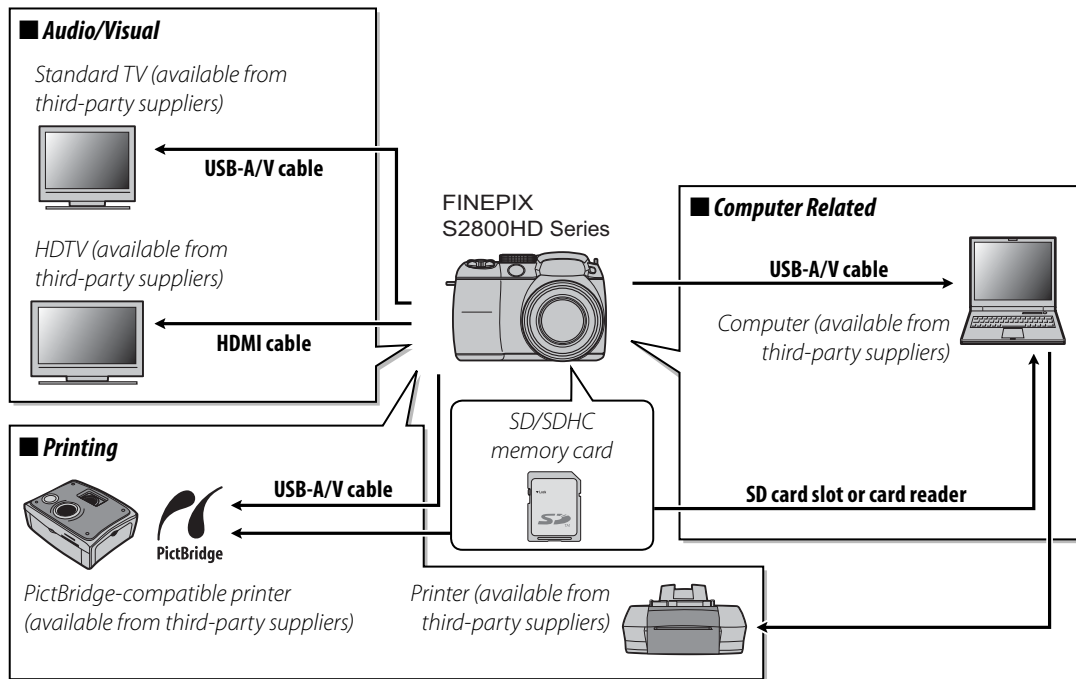 ■ Audio/Visual
Standard TV (available from
third-party suppliers)
USB-A/V cable
HDTV (available from
third-party suppliers)
HDMI cable
FINEPIX
S2800HD Series
■ Computer Related
USB-A/V cable
Computer (available from
third-party suppliers)
SD/SDHC
memory card
Lock
SD
SD card slot or card reader
■ Printing
USB-A/V cable
PictBridge
PictBridge-compatible printer
(available from third-party suppliers)
Printer (available from
third-party suppliers)